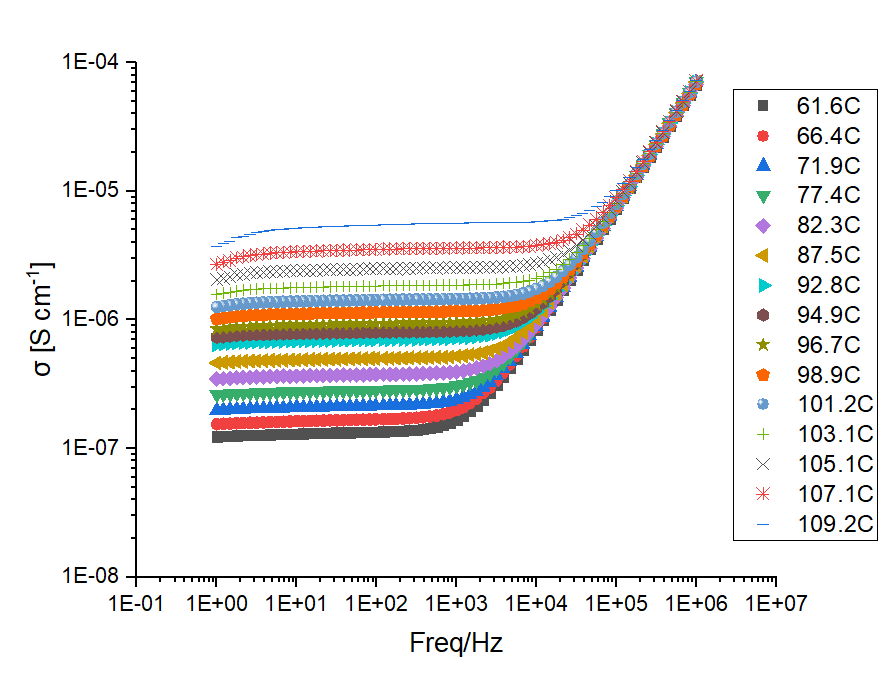 1E-04
1E-05
1E-06
1E-07
1E-08
σ [S cm⁻¹]
1E-01 1E+00 1E+01 1E+02 1E+03 1E+04 1E+05 1E+06 1E+07
Freq/Hz
61.6C
66.4C
71.9C
77.4C
82.3C
87.5C
92.8C
94.9C
96.7C
98.9C
101.2C
103.1C
105.1C
107.1C
109.2C